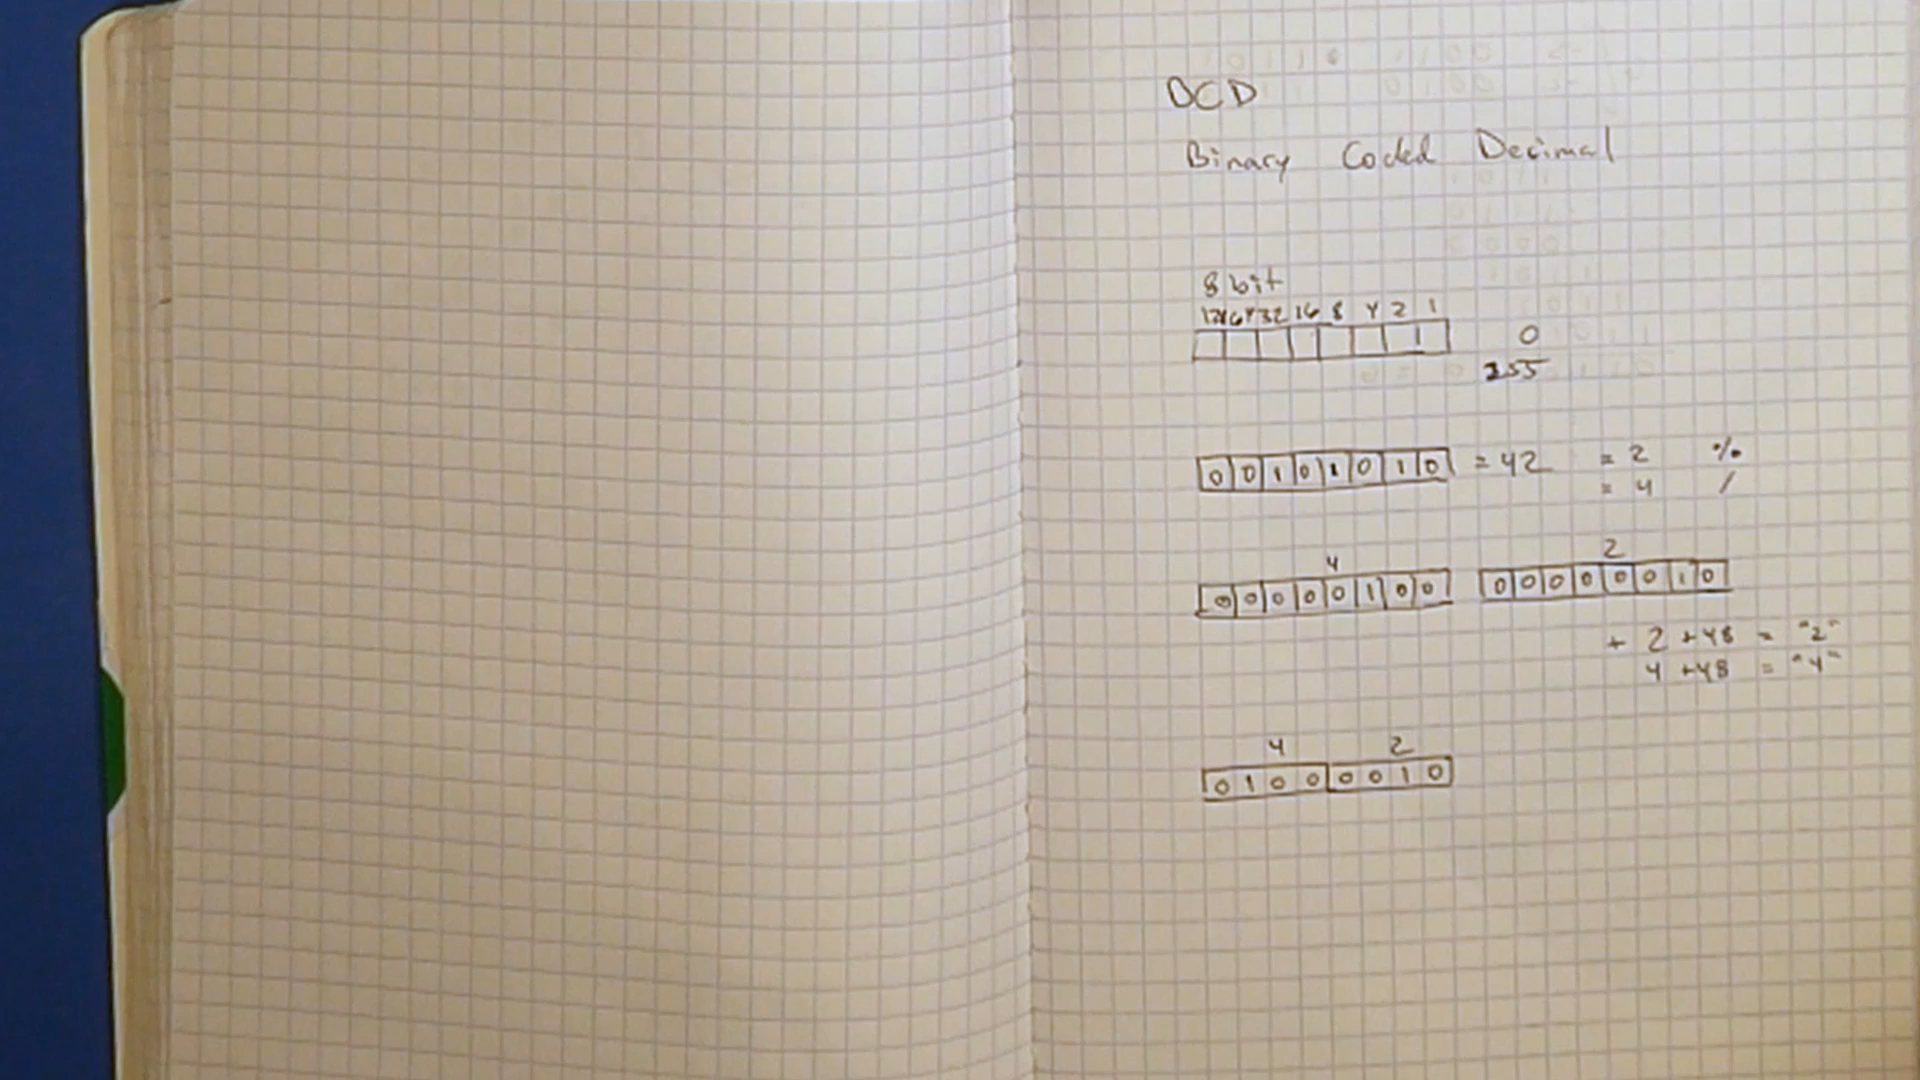 BCD
Binary Coded Decimal
8 bit
128 64 32 16 8 4 2 1
1 0
255
0 0 1 0 1 0 1 0 = 42 = 2 %
= 4 /
4 2
0 0 0 0 0 1 0 0 0 0 0 0 0 0 1 0
+ 2 +48 = "2"
4 +48 = "4"
4 2
0 1 0 0 0 0 1 0